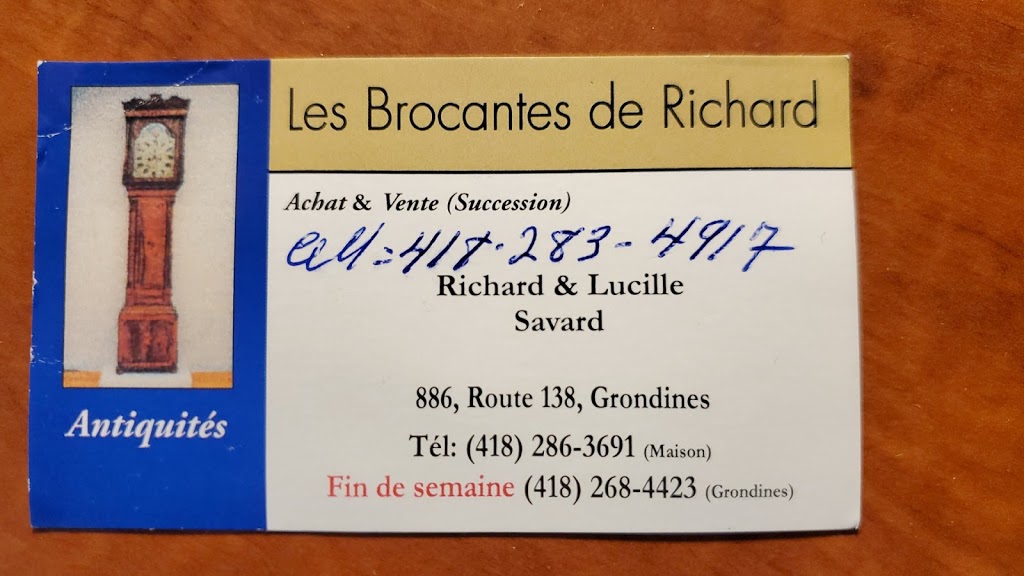 Les Brocantes de Richard
Achat & Vente (Succession)
Cell: 418-283-4917
Richard & Lucille
Savard
886, Route 138, Grondines
Tél: (418) 286-3691 (Maison)
Fin de semaine (418) 268-4423 (Grondines)
Antiquités